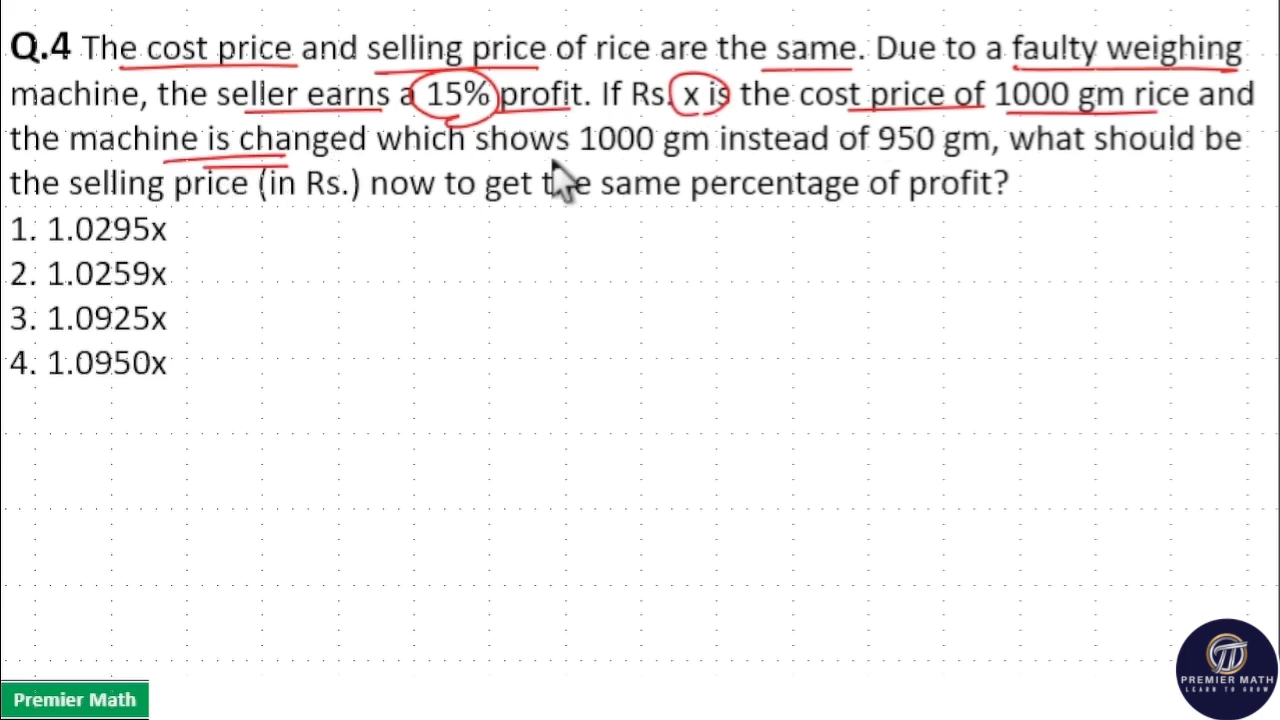 Q.4 The cost price and selling price of rice are the same. Due to a faulty weighing
machine, the seller earns a 15% profit. If Rs. x is the cost price of 1000 gm rice and
the machine is changed which shows 1000 gm instead of 950 gm, what should be
the selling price (in Rs.) now to get the same percentage of profit?
1. 1.0295x
2. 1.0259x
3. 1.0925x
4. 1.0950x
Premier Math
PREMIER MATH
LEARN TO GROW